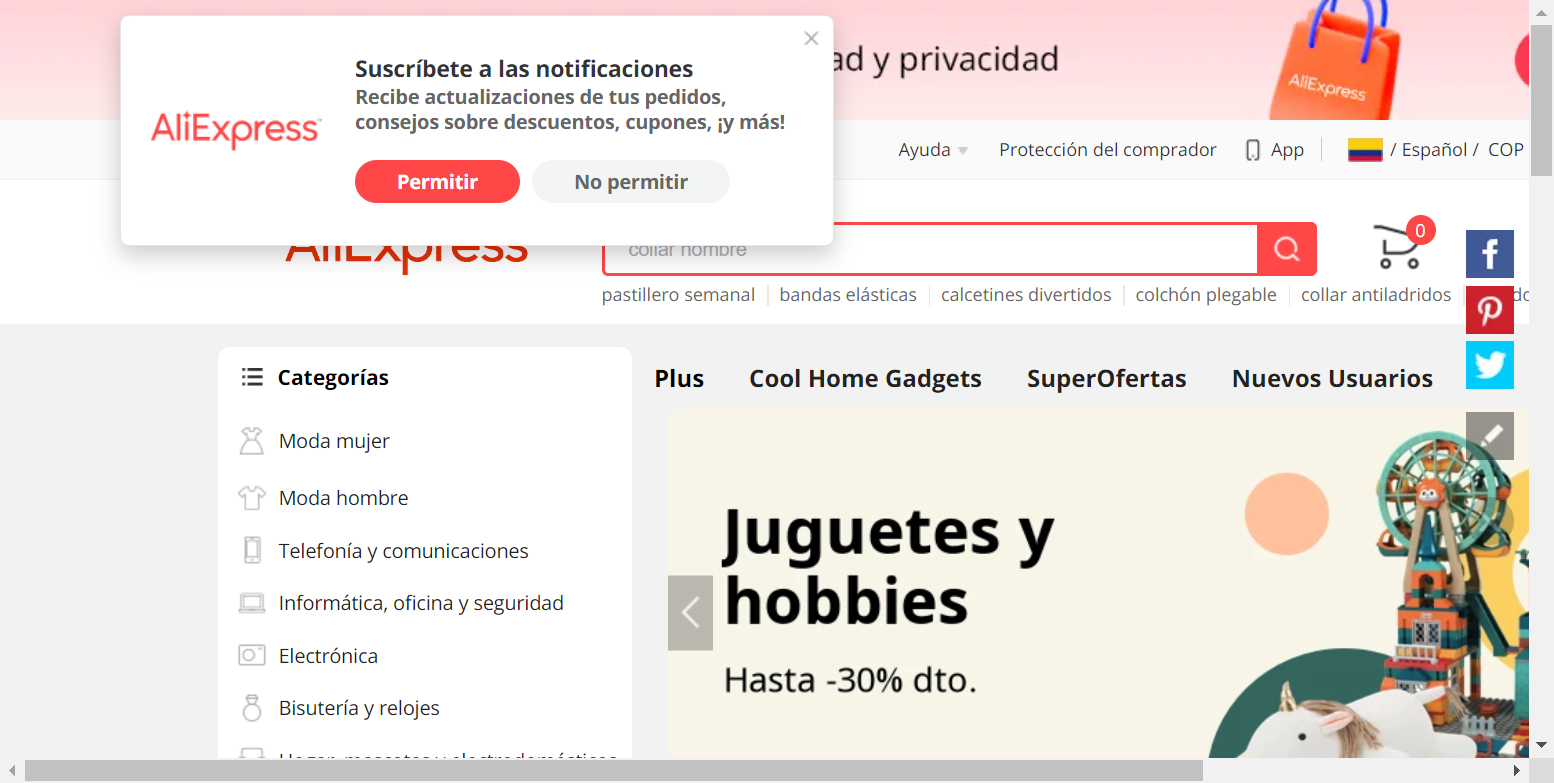 ad y privacidad
AliExpress
Suscríbete a las notificaciones
Recibe actualizaciones de tus pedidos,
consejos sobre descuentos, cupones, ¡y más!
AliExpress
Permitir
No permitir
Ayuda
Protección del comprador
App
/ Español / COP
AliExpress
collar hombre
0
pastillero semanal
bandas elásticas
calcetines divertidos
colchón plegable
collar antiladridos
Categorías
Plus
Cool Home Gadgets
SuperOfertas
Nuevos Usuarios
Moda mujer
Moda hombre
Telefonía y comunicaciones
Informática, oficina y seguridad
Electrónica
Bisutería y relojes
Hogar, mascotas y electrodomésticos
Juguetes y
hobbies
Hasta -30% dto.